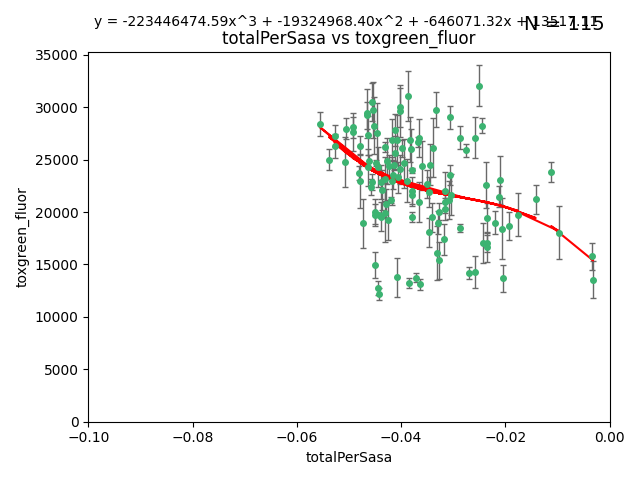 y = -223446474.59x^3 + -19324968.40x^2 + -646071.32x + 13517.11
N = 115
totalPerSasa vs toxgreen_fluor
35000
30000
25000
20000
15000
10000
5000
0
toxgreen_fluor
−0.10 −0.08 −0.06 −0.04 −0.02 0.00
totalPerSasa